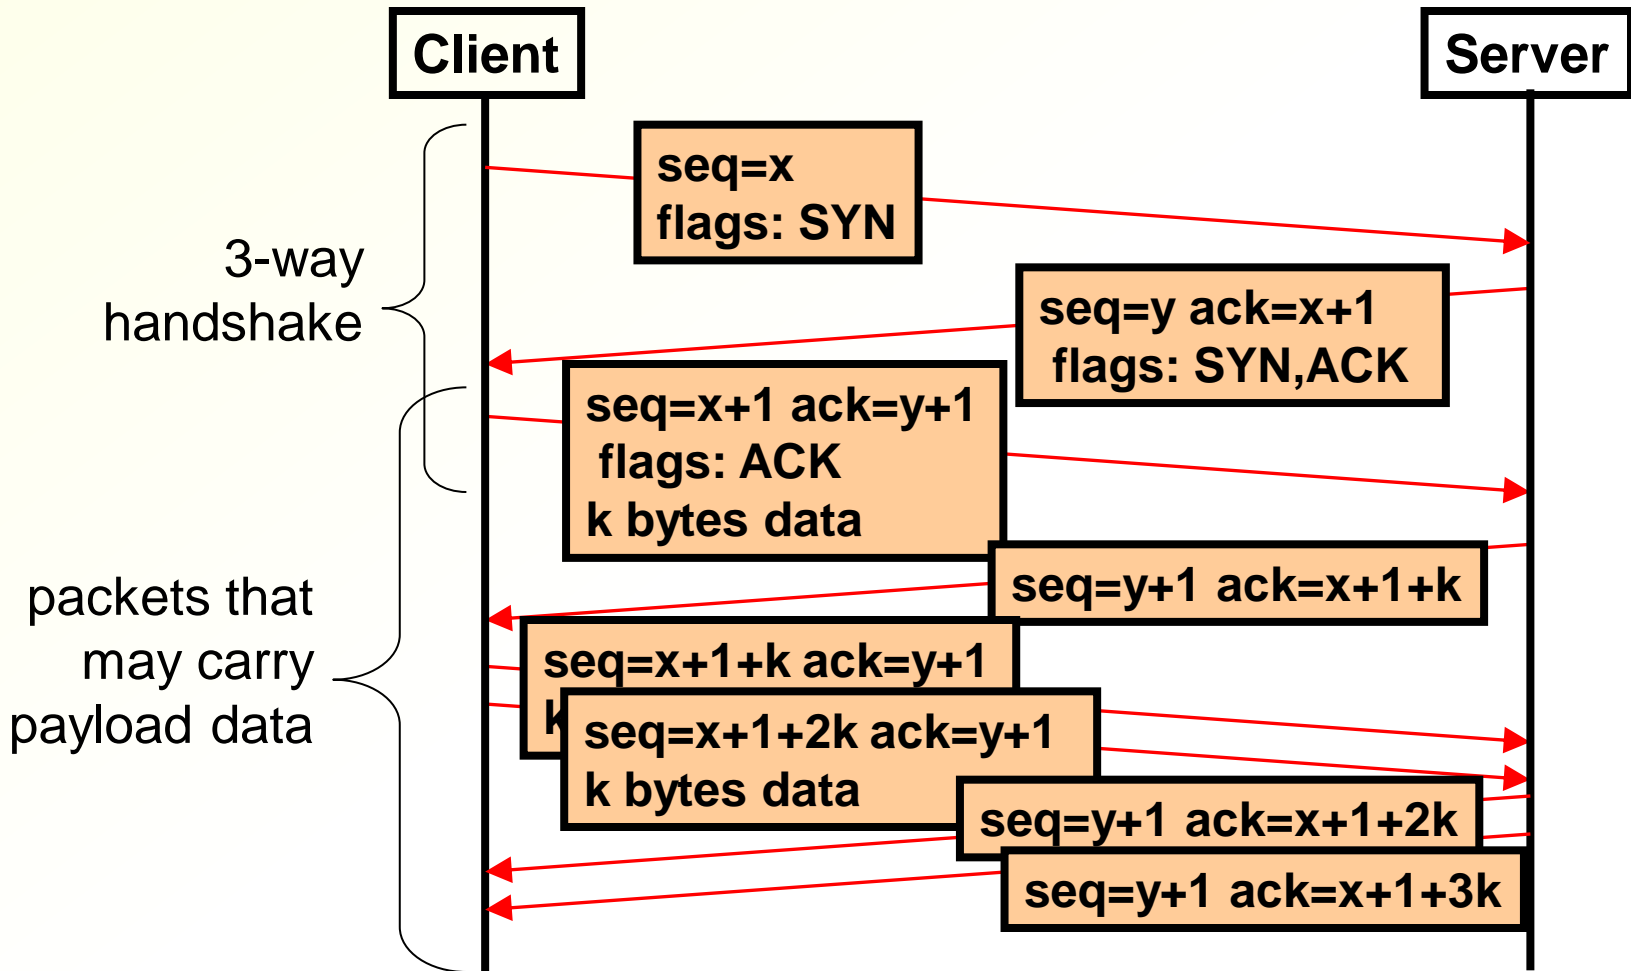 Client
Server
seq=x
flags: SYN
3-way
handshake
seq=y ack=x+1
flags: SYN,ACK
seq=x+1 ack=y+1
flags: ACK
k bytes data
seq=y+1 ack=x+1+k
packets that
may carry
payload data
seq=x+1+k ack=y+1
k
seq=x+1+2k ack=y+1
k bytes data
seq=y+1 ack=x+1+2k
seq=y+1 ack=x+1+3k